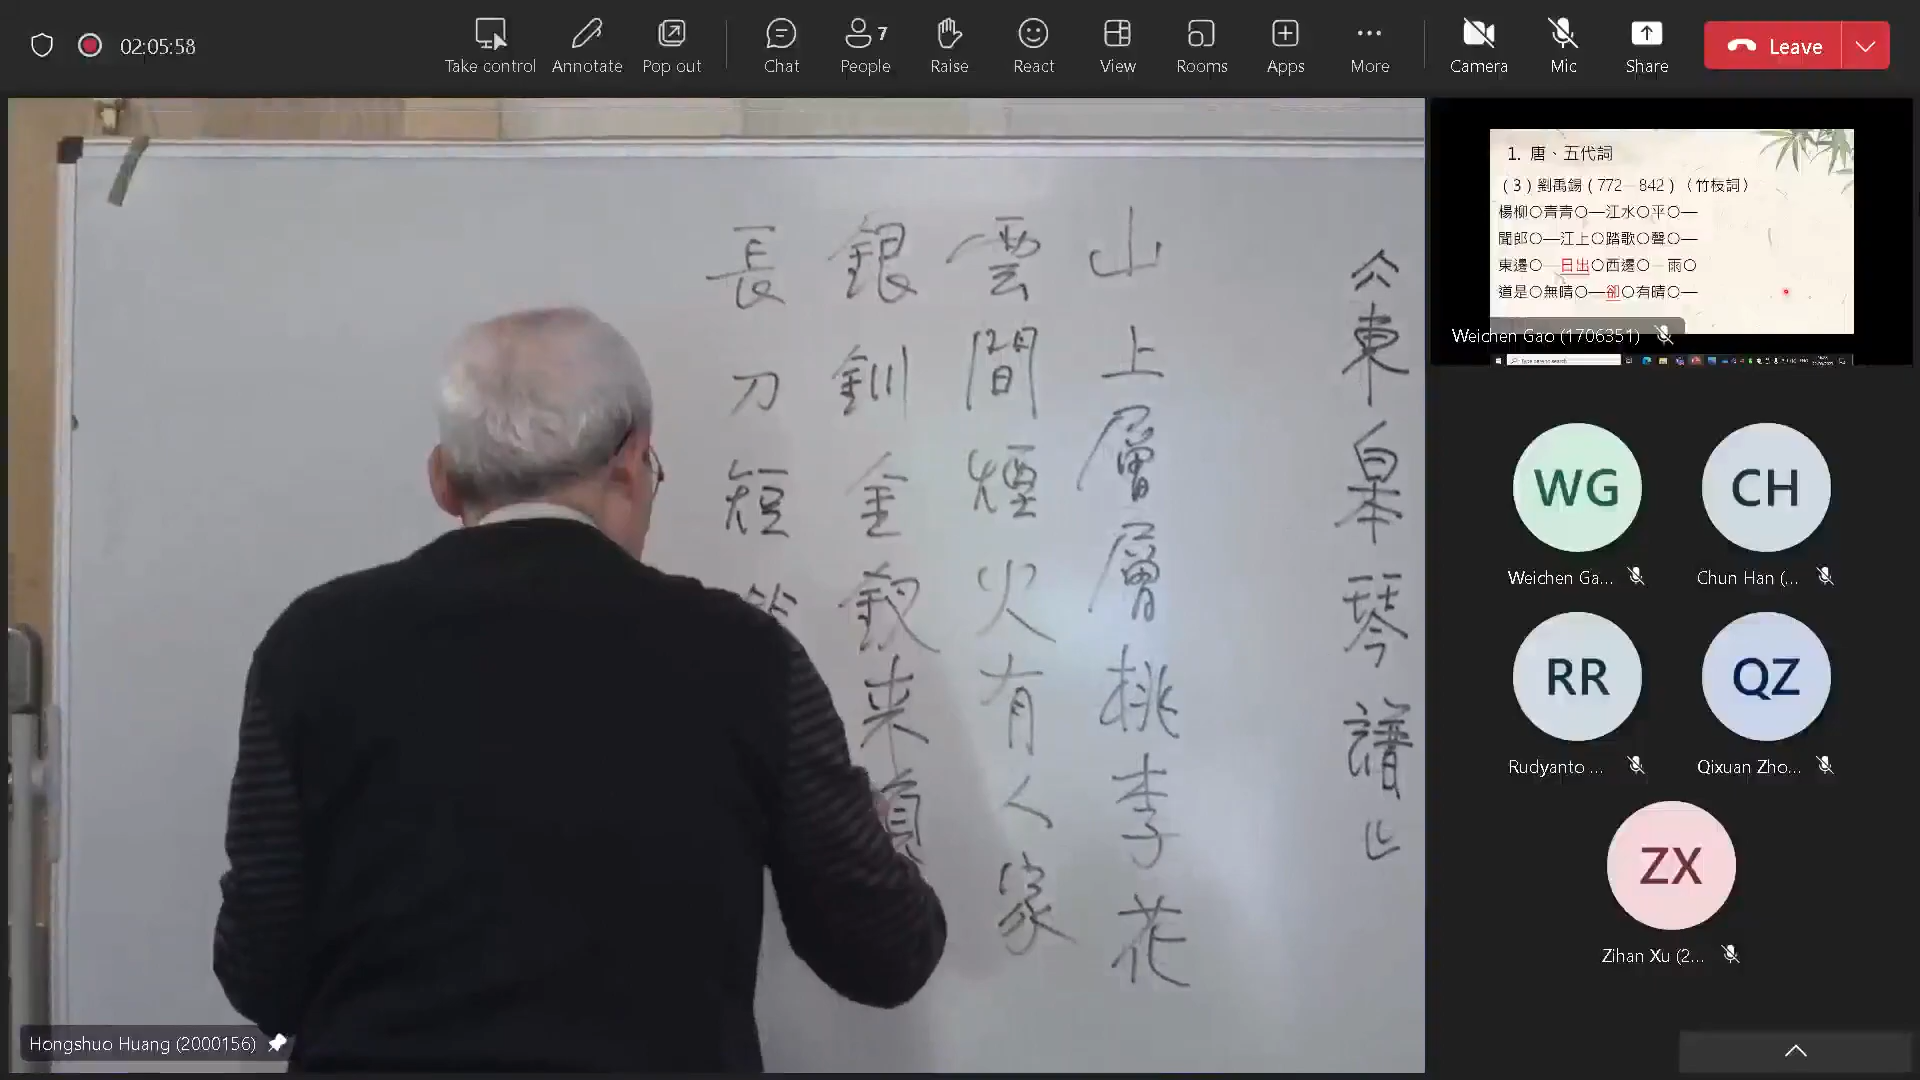 02:05:58
Take control
Annotate
Pop out
Chat
People
7
Raise
React
View
Rooms
Apps
More
Camera
Mic
Share
Leave
東皋琴譜
山上層層桃李花
雲間煙火有人家
銀釧金釵来負
長刀短
1. 唐、五代詞
（3）劉禹錫（772－842）〈竹枝詞〉
楊柳〇青青〇—江水〇平〇—
聞郎〇—江上〇踏歌〇聲〇—
東邊〇—日出〇西邊〇—雨〇
道是〇無晴〇—卻〇有晴〇—
Weichen Gao (1706351)
WG
Weichen Ga...
CH
Chun Han (...
RR
Rudyanto ...
QZ
Qixuan Zho...
ZX
Zihan Xu (2...
Hongshuo Huang (2000156)